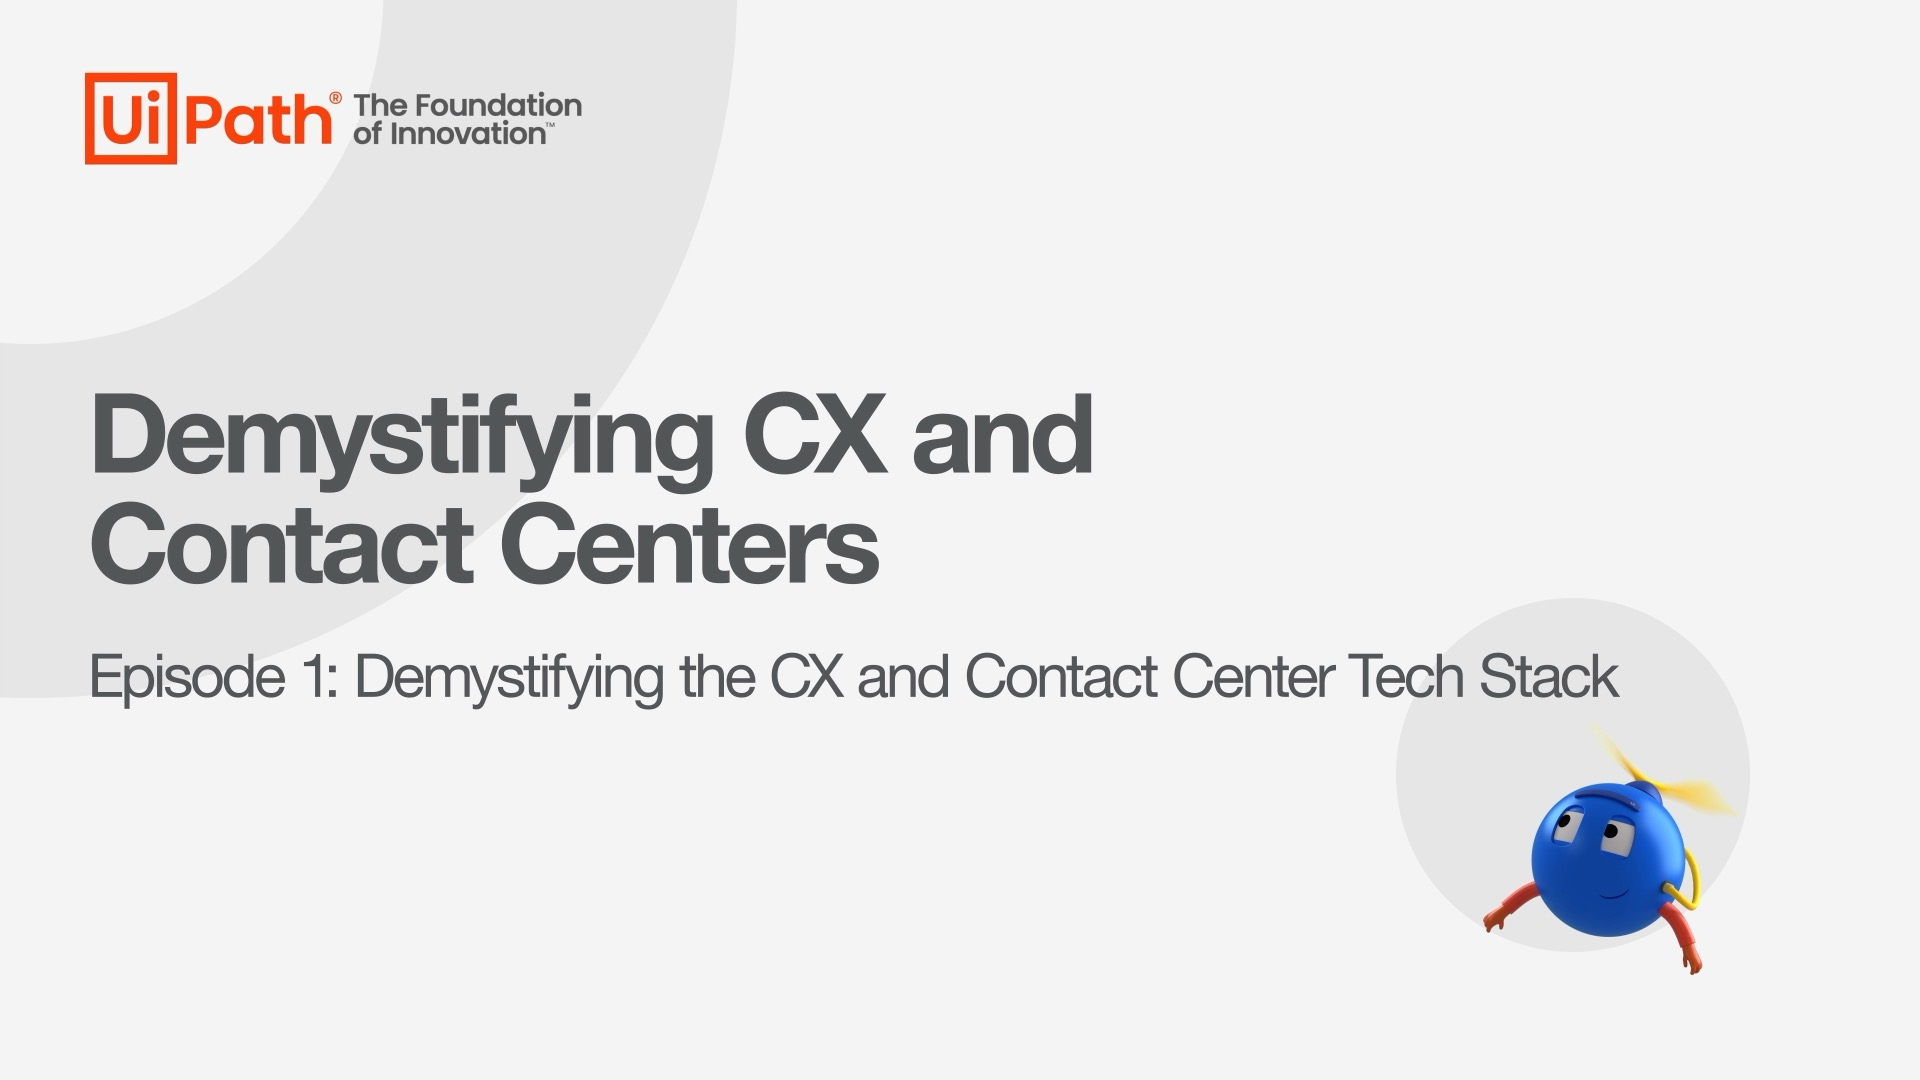 UiPath® The Foundation
of Innovation™
Demystifying CX and
Contact Centers
Episode 1: Demystifying the CX and Contact Center Tech Stack